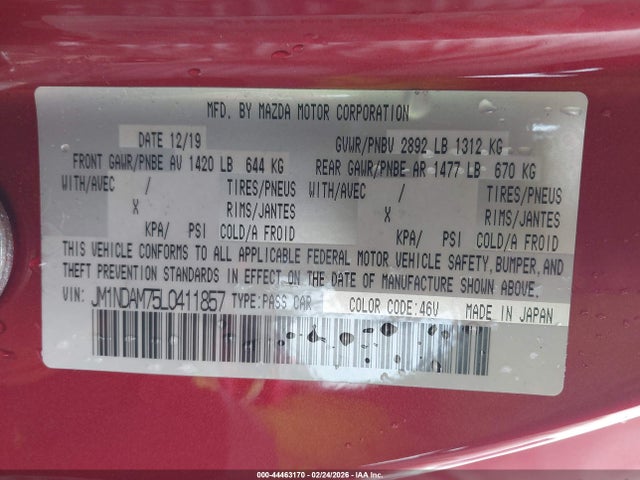 MFD. BY MAZDA MOTOR CORPORATION
DATE 12/19 GVWR/PNBV 2892 LB 1312 KG
FRONT GAWR/PNBE AV 1420 LB 644 KG REAR GAWR/PNBE AR 1477 LB 670 KG
WITH/AVEC / TIRES/PNEUS WITH/AVEC / TIRES/PNEUS
X RIMS/JANTES X RIMS/JANTES
KPA/ PSI COLD/A FROID KPA/ PSI COLD/A FROID
THIS VEHICLE CONFORMS TO ALL APPLICABLE FEDERAL MOTOR VEHICLE SAFETY, BUMPER, AND
THEFT PREVENTION STANDARDS IN EFFECT ON THE DATE OF MANUFACTURE SHOWN ABOVE.
VIN: JM1NDAM75L0411857 TYPE:PASS CAR COLOR CODE:46V MADE IN JAPAN
000-44463170 - 02/24/2026 - © IAA Inc.